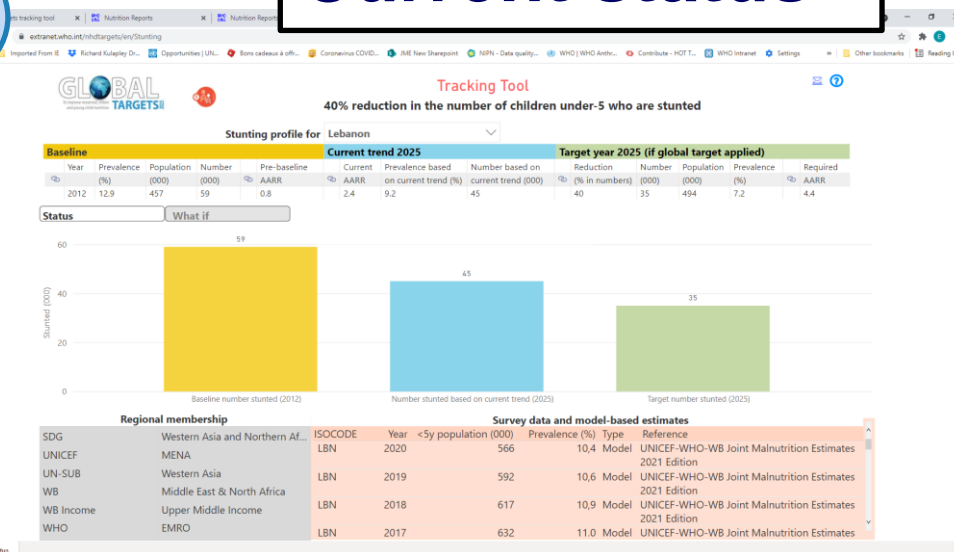 Current status
ets tracking tool
Nutrition Reports
Nutrition Reports
extranet.who.int/nhdtargets/en/Stunting
Imported From IE
Richard Kulepley Dr...
Opportunities | UN...
Bons cadeaux à offr...
Coronavirus COVID...
JME New Sharepoint
NIPN - Data quality...
WHO | WHO Anthr...
Contribute - HOT T...
WHO Intranet
Settings
Other bookmarks
Reading l
GLOBAL
TARGETS
Tracking Tool
40% reduction in the number of children under-5 who are stunted
Stunting profile for Lebanon
Baseline Current trend 2025 Target year 2025 (if global target applied)
Year Prevalence Population Number Pre-baseline Current Prevalence based Number based on Reduction Number Population Prevalence Required
(%) (000) (000) AARR AARR on current trend (%) current trend (000) (% in numbers) (000) (000) (%) AARR
2012 12.9 457 59 0.8 2.4 9.2 45 40 35 494 7.2 4.4
Status What if
59
60
45
40
35
20
0
Stunted (000)
Baseline number stunted (2012) Number stunted based on current trend (2025) Target number stunted (2025)
Regional membership
SDG Western Asia and Northern Af...
UNICEF MENA
UN-SUB Western Asia
WB Middle East & North Africa
WB Income Upper Middle Income
WHO EMRO
Survey data and model-based estimates
ISOCODE Year <5y population (000) Prevalence (%) Type Reference
LBN 2020 566 10,4 Model UNICEF-WHO-WB Joint Malnutrition Estimates
2021 Edition
LBN 2019 592 10,6 Model UNICEF-WHO-WB Joint Malnutrition Estimates
2021 Edition
LBN 2018 617 10,9 Model UNICEF-WHO-WB Joint Malnutrition Estimates
2021 Edition
LBN 2017 632 11.0 Model UNICEF-WHO-WB Joint Malnutrition Estimates